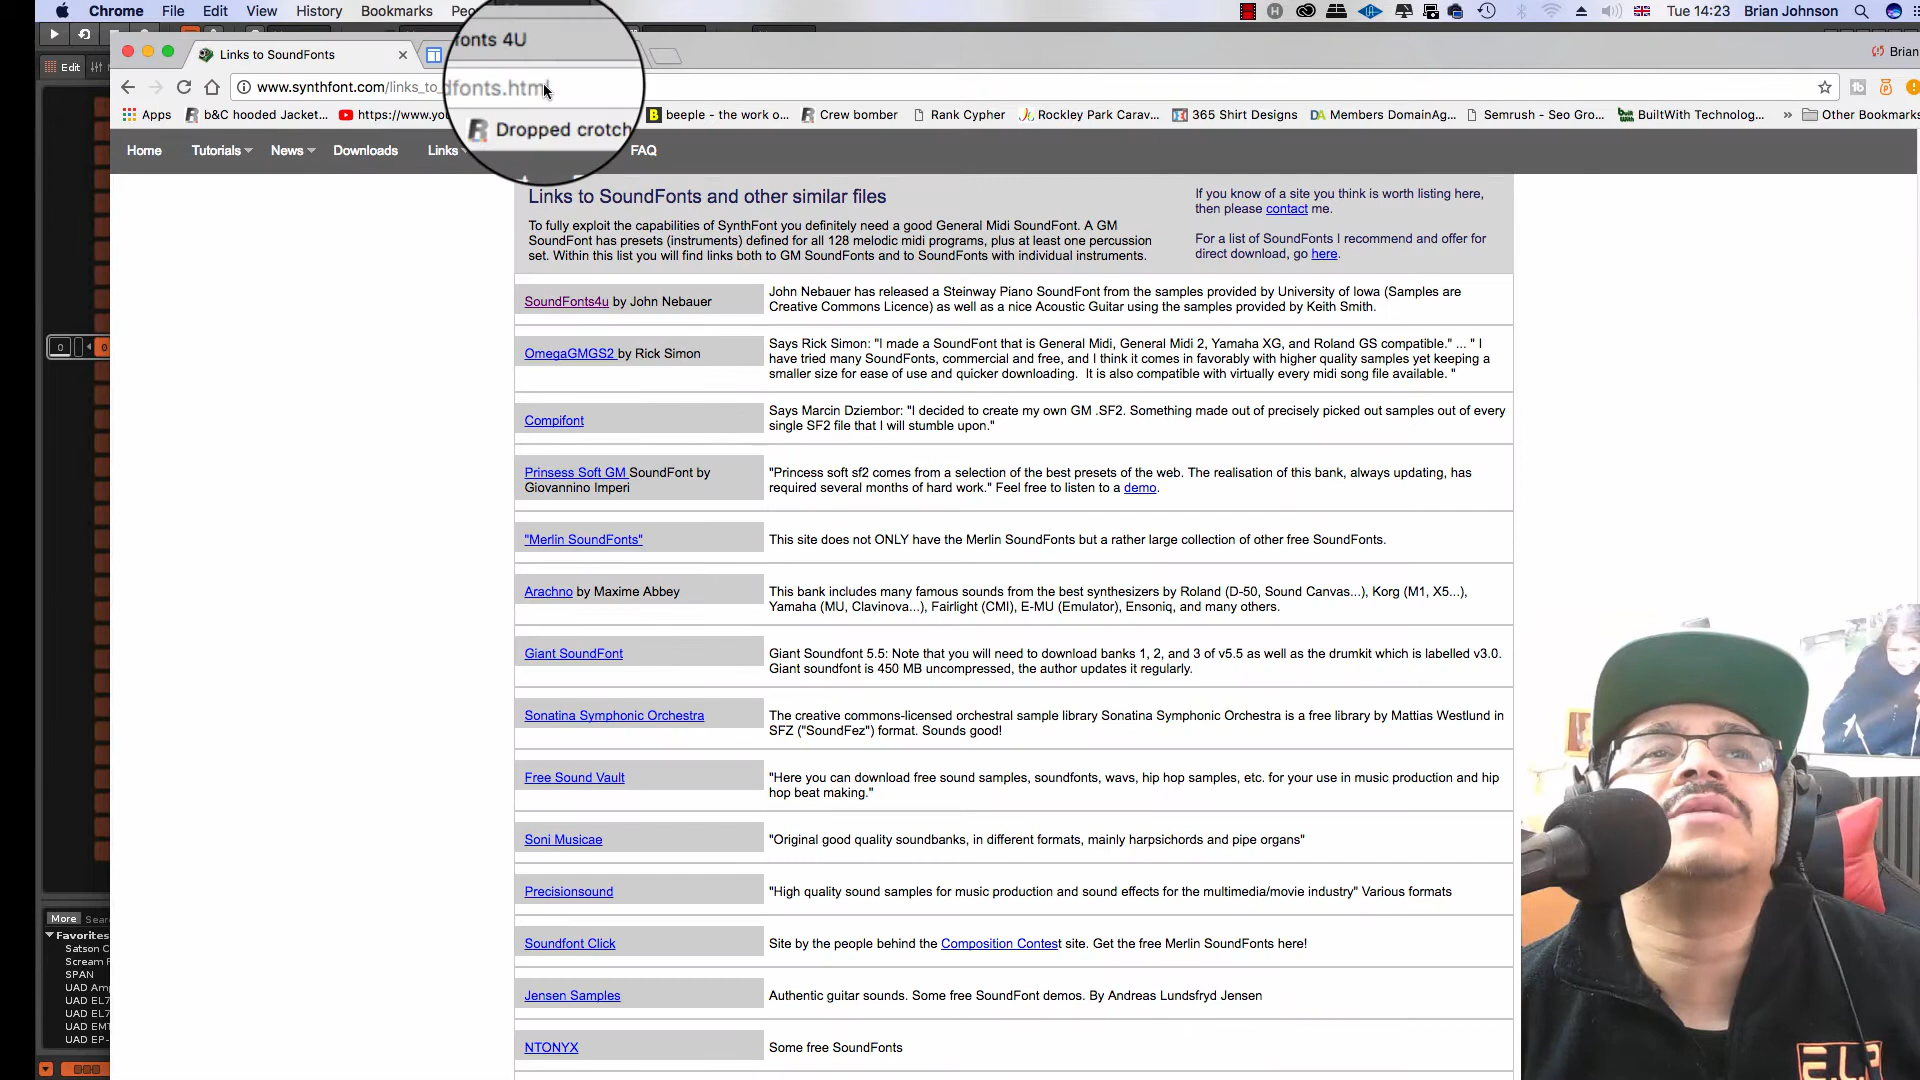 Chrome File Edit View History Bookmarks Tue 14:23 Brian Johnson
Edit Links to SoundFonts fonts 4U Brian
www.synthfont.com/links_to_ dfonts.html
Apps b&C hooded Jacket... https://www.yo Dropped crotch beeple - the work o... Crew bomber Rank Cypher Rockley Park Carav... 365 Shirt Designs Members DomainAg... Semrush - Seo Gro... BuiltWith Technolog... » Other Bookmarks
Home Tutorials News Downloads Links FAQ
Links to SoundFonts and other similar files
To fully exploit the capabilities of SynthFont you definitely need a good General Midi SoundFont. A GM
SoundFont has presets (instruments) defined for all 128 melodic midi programs, plus at least one percussion
set. Within this list you will find links both to GM SoundFonts and to SoundFonts with individual instruments.
If you know of a site you think is worth listing here,
then please contact me.
For a list of SoundFonts I recommend and offer for
direct download, go here.
SoundFonts4u by John Nebauer
John Nebauer has released a Steinway Piano SoundFont from the samples provided by University of Iowa (Samples are
Creative Commons Licence) as well as a nice Acoustic Guitar using the samples provided by Keith Smith.
OmegaGMGS2 by Rick Simon
Says Rick Simon: "I made a SoundFont that is General Midi, General Midi 2, Yamaha XG, and Roland GS compatible." ... " I
have tried many SoundFonts, commercial and free, and I think it comes in favorably with higher quality samples yet keeping a
smaller size for ease of use and quicker downloading. It is also compatible with virtually every midi song file available. "
Compifont
Says Marcin Dziembor: "I decided to create my own GM .SF2. Something made out of precisely picked out samples out of every
single SF2 file that I will stumble upon."
Prinsess Soft GM SoundFont by
Giovannino Imperi
"Princess soft sf2 comes from a selection of the best presets of the web. The realisation of this bank, always updating, has
required several months of hard work." Feel free to listen to a demo.
"Merlin SoundFonts"
This site does not ONLY have the Merlin SoundFonts but a rather large collection of other free SoundFonts.
Arachno by Maxime Abbey
This bank includes many famous sounds from the best synthesizers by Roland (D-50, Sound Canvas...), Korg (M1, X5...),
Yamaha (MU, Clavinova...), Fairlight (CMI), E-MU (Emulator), Ensoniq, and many others.
Giant SoundFont
Giant Soundfont 5.5: Note that you will need to download banks 1, 2, and 3 of v5.5 as well as the drumkit which is labelled v3.0.
Giant soundfont is 450 MB uncompressed, the author updates it regularly.
Sonatina Symphonic Orchestra
The creative commons-licensed orchestral sample library Sonatina Symphonic Orchestra is a free library by Mattias Westlund in
SFZ ("SoundFez") format. Sounds good!
Free Sound Vault
"Here you can download free sound samples, soundfonts, wavs, hip hop samples, etc. for your use in music production and hip
hop beat making."
Soni Musicae
"Original good quality soundbanks, in different formats, mainly harpsichords and pipe organs"
Precisionsound
"High quality sound samples for music production and sound effects for the multimedia/movie industry" Various formats
Soundfont Click
Site by the people behind the Composition Contest site. Get the free Merlin SoundFonts here!
Jensen Samples
Authentic guitar sounds. Some free SoundFont demos. By Andreas Lundsfryd Jensen
NTONYX
Some free SoundFonts
0
0
More Sear
Favorites
Satson C
Scream F
SPAN
UAD Am
UAD EL7
UAD EL7
UAD EMT
UAD EP-